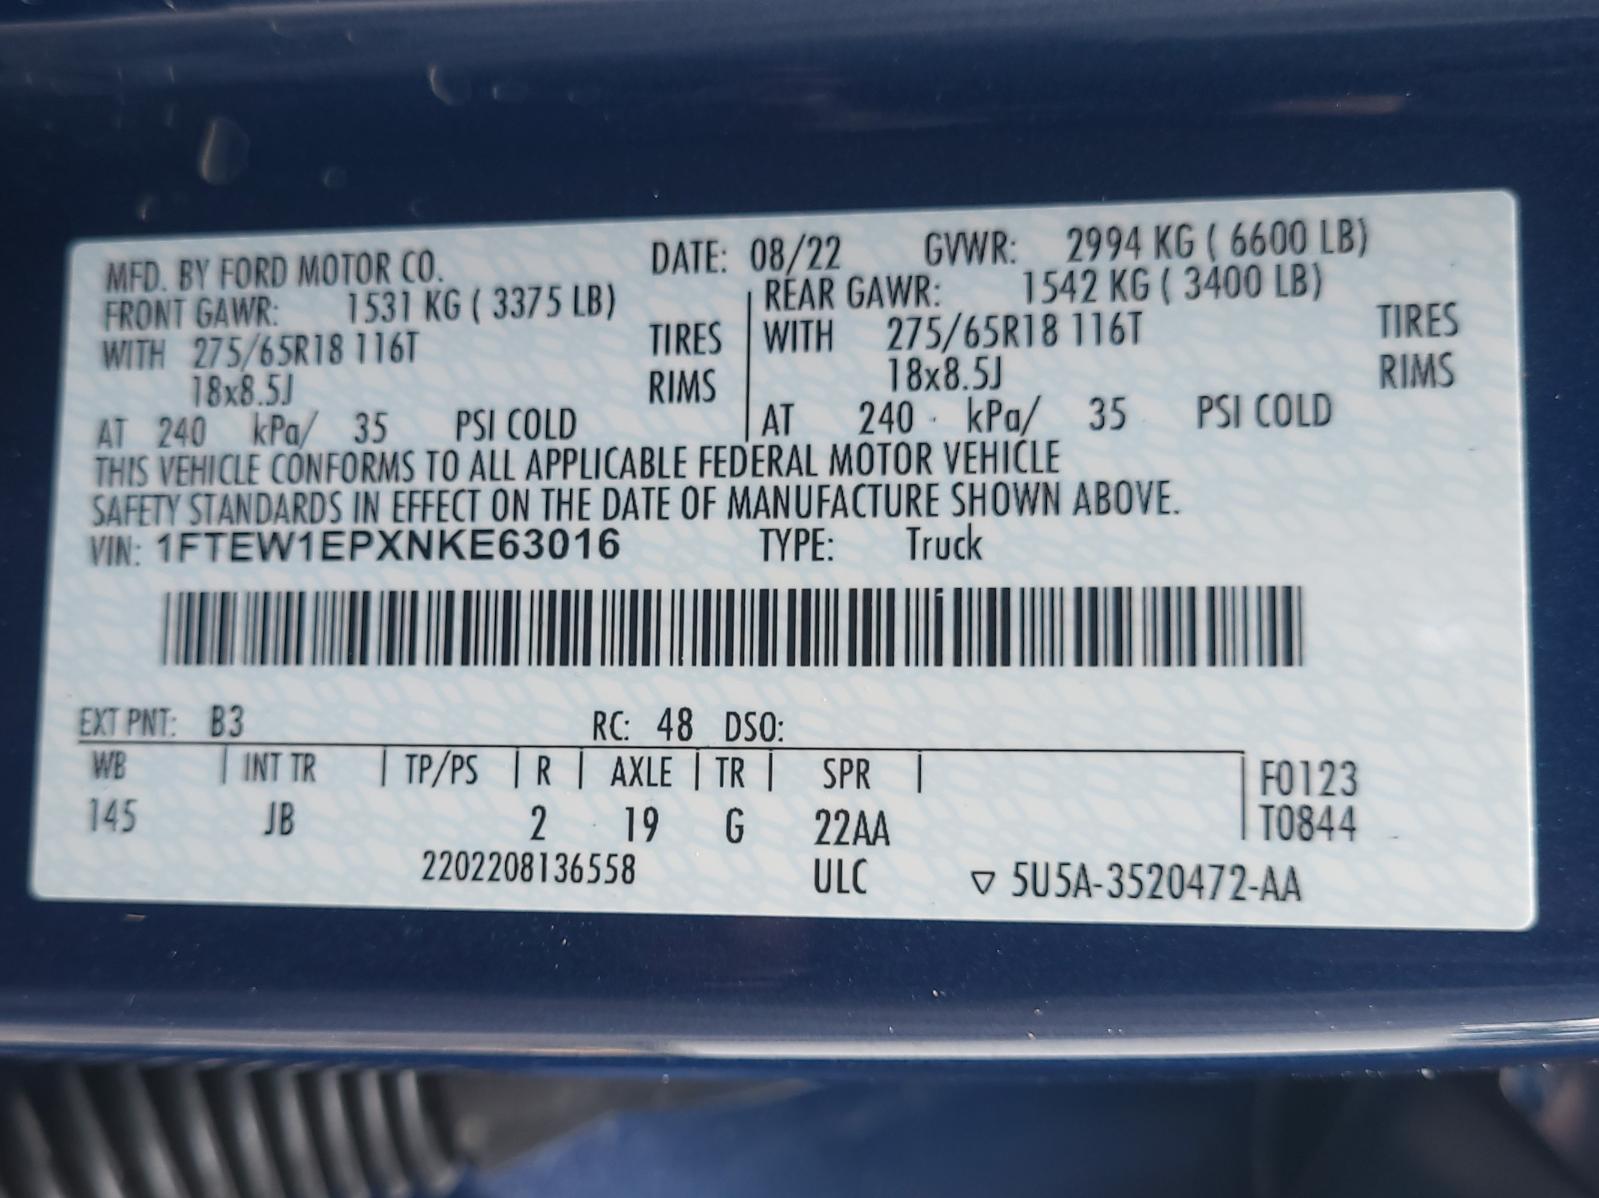 MFD. BY FORD MOTOR CO. DATE: 08/22 GVWR: 2994 KG ( 6600 LB)
FRONT GAWR: 1531 KG ( 3375 LB) REAR GAWR: 1542 KG ( 3400 LB)
WITH 275/65R18 116T TIRES WITH 275/65R18 116T TIRES
18x8.5J RIMS 18x8.5J RIMS
AT 240 kPa/ 35 PSI COLD AT 240 kPa/ 35 PSI COLD
THIS VEHICLE CONFORMS TO ALL APPLICABLE FEDERAL MOTOR VEHICLE
SAFETY STANDARDS IN EFFECT ON THE DATE OF MANUFACTURE SHOWN ABOVE.
VIN: 1FTEW1EPXNKE63016 TYPE: Truck
EXT PNT: B3 RC: 48 DSO:
WB INT TR TP/PS R AXLE TR SPR F0123
145 JB 2 19 G 22AA T0844
2202208136558 ULC ▽ 5U5A-3520472-AA